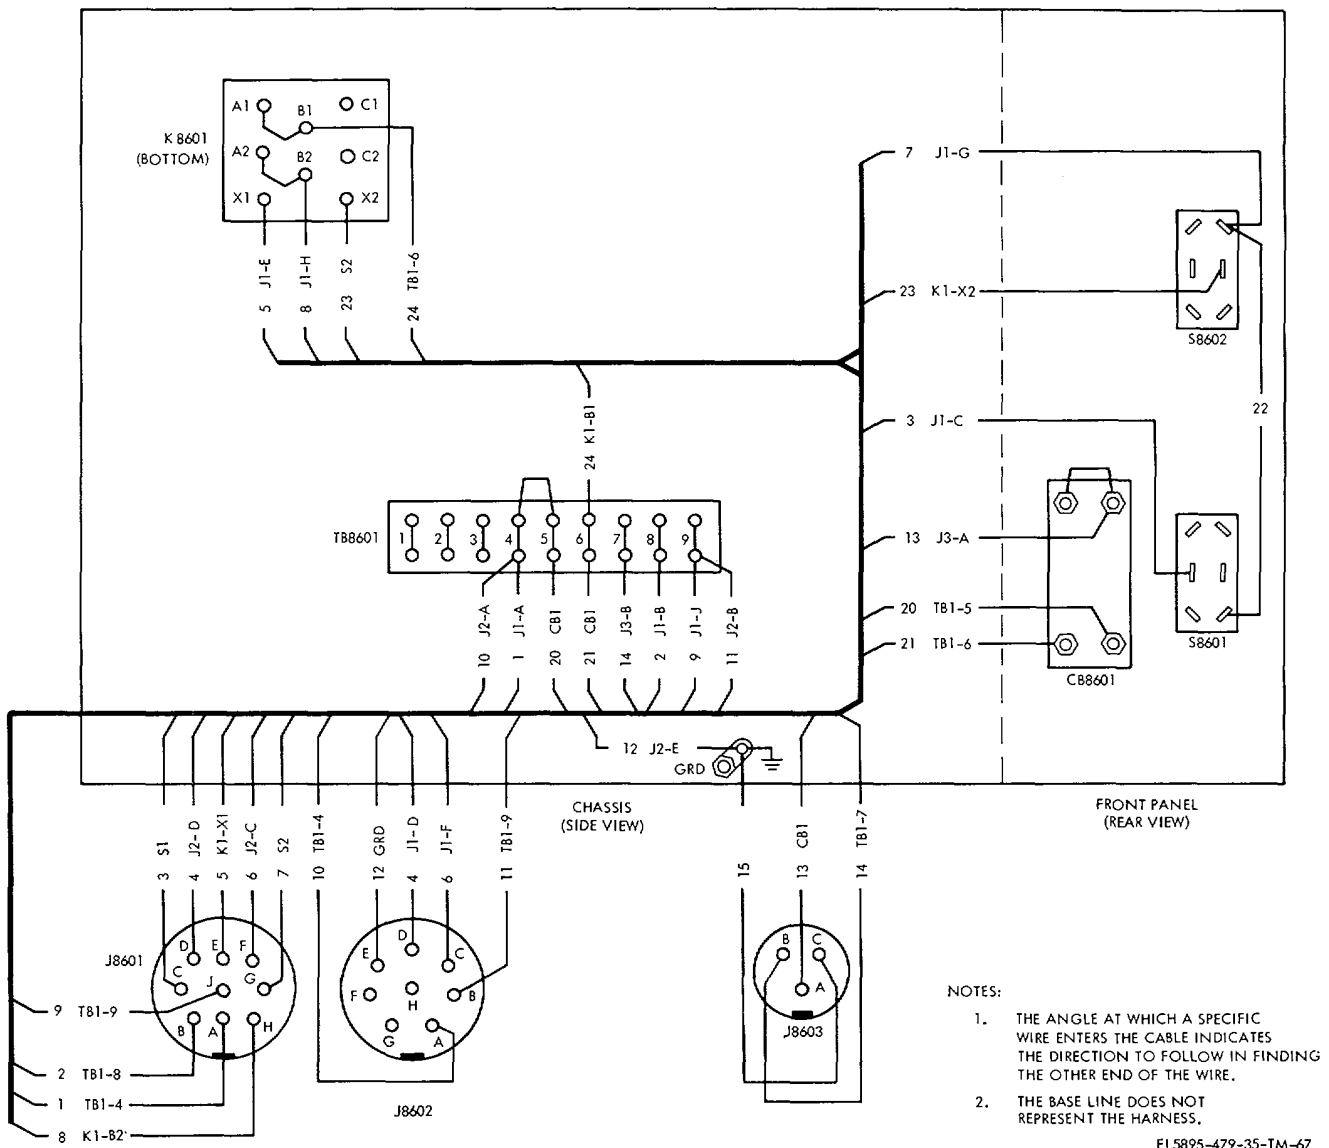 K 8601
(BOTTOM)
A1
B1
C1
A2
B2
C2
X1
X2
5 J1-E
8 J1-H
23 S2
24 TB1-6
7 J1-G
23 K1-X2
S8602
22
3 J1-C
24 K1-B1
TB8601
1 2 3 4 5 6 7 8 9
13 J3-A
20 TB1-5
21 TB1-6
CB8601
S8601
10 J2-A
1 J1-A
20 CB1
21 CB1
14 J3-B
2 J1-B
9 J1-J
11 J2-B
12 J2-E
GRD
CHASSIS
(SIDE VIEW)
FRONT PANEL
(REAR VIEW)
3 S1
4 J2-D
5 K1-X1
6 J2-C
7 S2
10 TB1-4
12 GRD
4 J1-D
6 J1-F
11 TB1-9
15
13 CB1
14 TB1-7
J8601
D E F
C J G
B A H
9 TB1-9
2 TB1-8
1 TB1-4
8 K1-B2
D
E C
F H B
G A
J8602
B C
A
J8603
NOTES:
1. THE ANGLE AT WHICH A SPECIFIC
WIRE ENTERS THE CABLE INDICATES
THE DIRECTION TO FOLLOW IN FINDING
THE OTHER END OF THE WIRE.
2. THE BASE LINE DOES NOT
REPRESENT THE HARNESS.
EL5895-479-35-TM-67